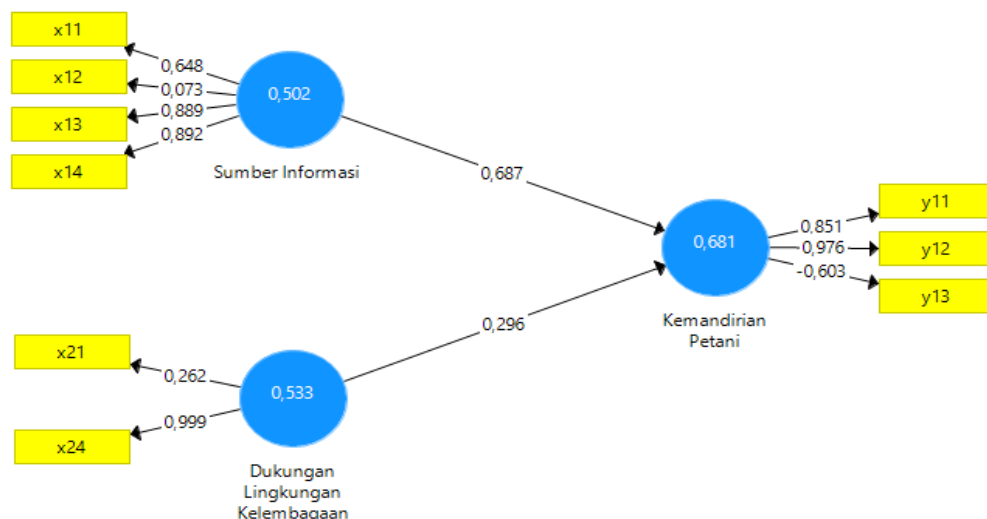 x11
x12
x13
x14
0,648
0,073
0,889
0,892
0,502
Sumber Informasi
0,687
x21
x24
0,262
0,999
0,533
Dukungan
Lingkungan
Kelembagaan
0,296
0,681
Kemandirian
Petani
0,851
0,976
-0,603
y11
y12
y13